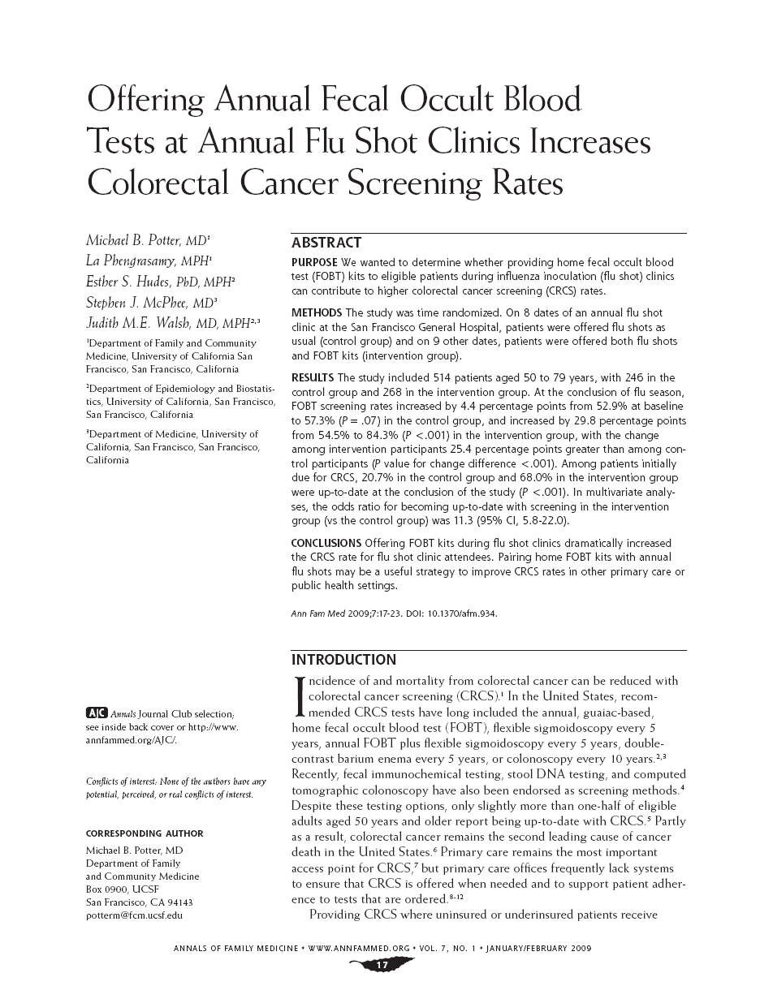 Offering Annual Fecal Occult Blood
Tests at Annual Flu Shot Clinics Increases
Colorectal Cancer Screening Rates
Michael B. Potter, MD¹
La Phengrasamy, MPH¹
Esther S. Hudes, PhD, MPH²
Stephen J. McPhee, MD³
Judith M.E. Walsh, MD, MPH²,³
¹Department of Family and Community
Medicine, University of California San
Francisco, San Francisco, California
²Department of Epidemiology and Biostatis-
tics, University of California, San Francisco,
San Francisco, California
³Department of Medicine, University of
California, San Francisco, San Francisco,
California
AJC Annals Journal Club selection;
see inside back cover or http://www.
annfammed.org/AJC/.
Conflicts of interest: None of the authors have any
potential, perceived, or real conflicts of interest.
CORRESPONDING AUTHOR
Michael B. Potter, MD
Department of Family
and Community Medicine
Box 0900, UCSF
San Francisco, CA 94143
potterm@fcm.ucsf.edu
ABSTRACT
PURPOSE We wanted to determine whether providing home fecal occult blood
test (FOBT) kits to eligible patients during influenza inoculation (flu shot) clinics
can contribute to higher colorectal cancer screening (CRCS) rates.
METHODS The study was time randomized. On 8 dates of an annual flu shot
clinic at the San Francisco General Hospital, patients were offered flu shots as
usual (control group) and on 9 other dates, patients were offered both flu shots
and FOBT kits (intervention group).
RESULTS The study included 514 patients aged 50 to 79 years, with 246 in the
control group and 268 in the intervention group. At the conclusion of flu season,
FOBT screening rates increased by 4.4 percentage points from 52.9% at baseline
to 57.3% (P = .07) in the control group, and increased by 29.8 percentage points
from 54.5% to 84.3% (P <.001) in the intervention group, with the change
among intervention participants 25.4 percentage points greater than among con-
trol participants (P value for change difference <.001). Among patients initially
due for CRCS, 20.7% in the control group and 68.0% in the intervention group
were up-to-date at the conclusion of the study (P <.001). In multivariate analy-
ses, the odds ratio for becoming up-to-date with screening in the intervention
group (vs the control group) was 11.3 (95% CI, 5.8-22.0).
CONCLUSIONS Offering FOBT kits during flu shot clinics dramatically increased
the CRCS rate for flu shot clinic attendees. Pairing home FOBT kits with annual
flu shots may be a useful strategy to improve CRCS rates in other primary care or
public health settings.
Ann Fam Med 2009;7:17-23. DOI: 10.1370/afm.934.
INTRODUCTION
Incidence of and mortality from colorectal cancer can be reduced with
colorectal cancer screening (CRCS).¹ In the United States, recom-
mended CRCS tests have long included the annual, guaiac-based,
home fecal occult blood test (FOBT), flexible sigmoidoscopy every 5
years, annual FOBT plus flexible sigmoidoscopy every 5 years, double-
contrast barium enema every 5 years, or colonoscopy every 10 years.²,³
Recently, fecal immunochemical testing, stool DNA testing, and computed
tomographic colonoscopy have also been endorsed as screening methods.⁴
Despite these testing options, only slightly more than one-half of eligible
adults aged 50 years and older report being up-to-date with CRCS.⁵ Partly
as a result, colorectal cancer remains the second leading cause of cancer
death in the United States.⁶ Primary care remains the most important
access point for CRCS,⁷ but primary care offices frequently lack systems
to ensure that CRCS is offered when needed and to support patient adher-
ence to tests that are ordered.⁸⁻¹²
Providing CRCS where uninsured or underinsured patients receive
ANNALS OF FAMILY MEDICINE • WWW.ANNFAMMED.ORG • VOL. 7, NO. 1 • JANUARY/FEBRUARY 2009
17